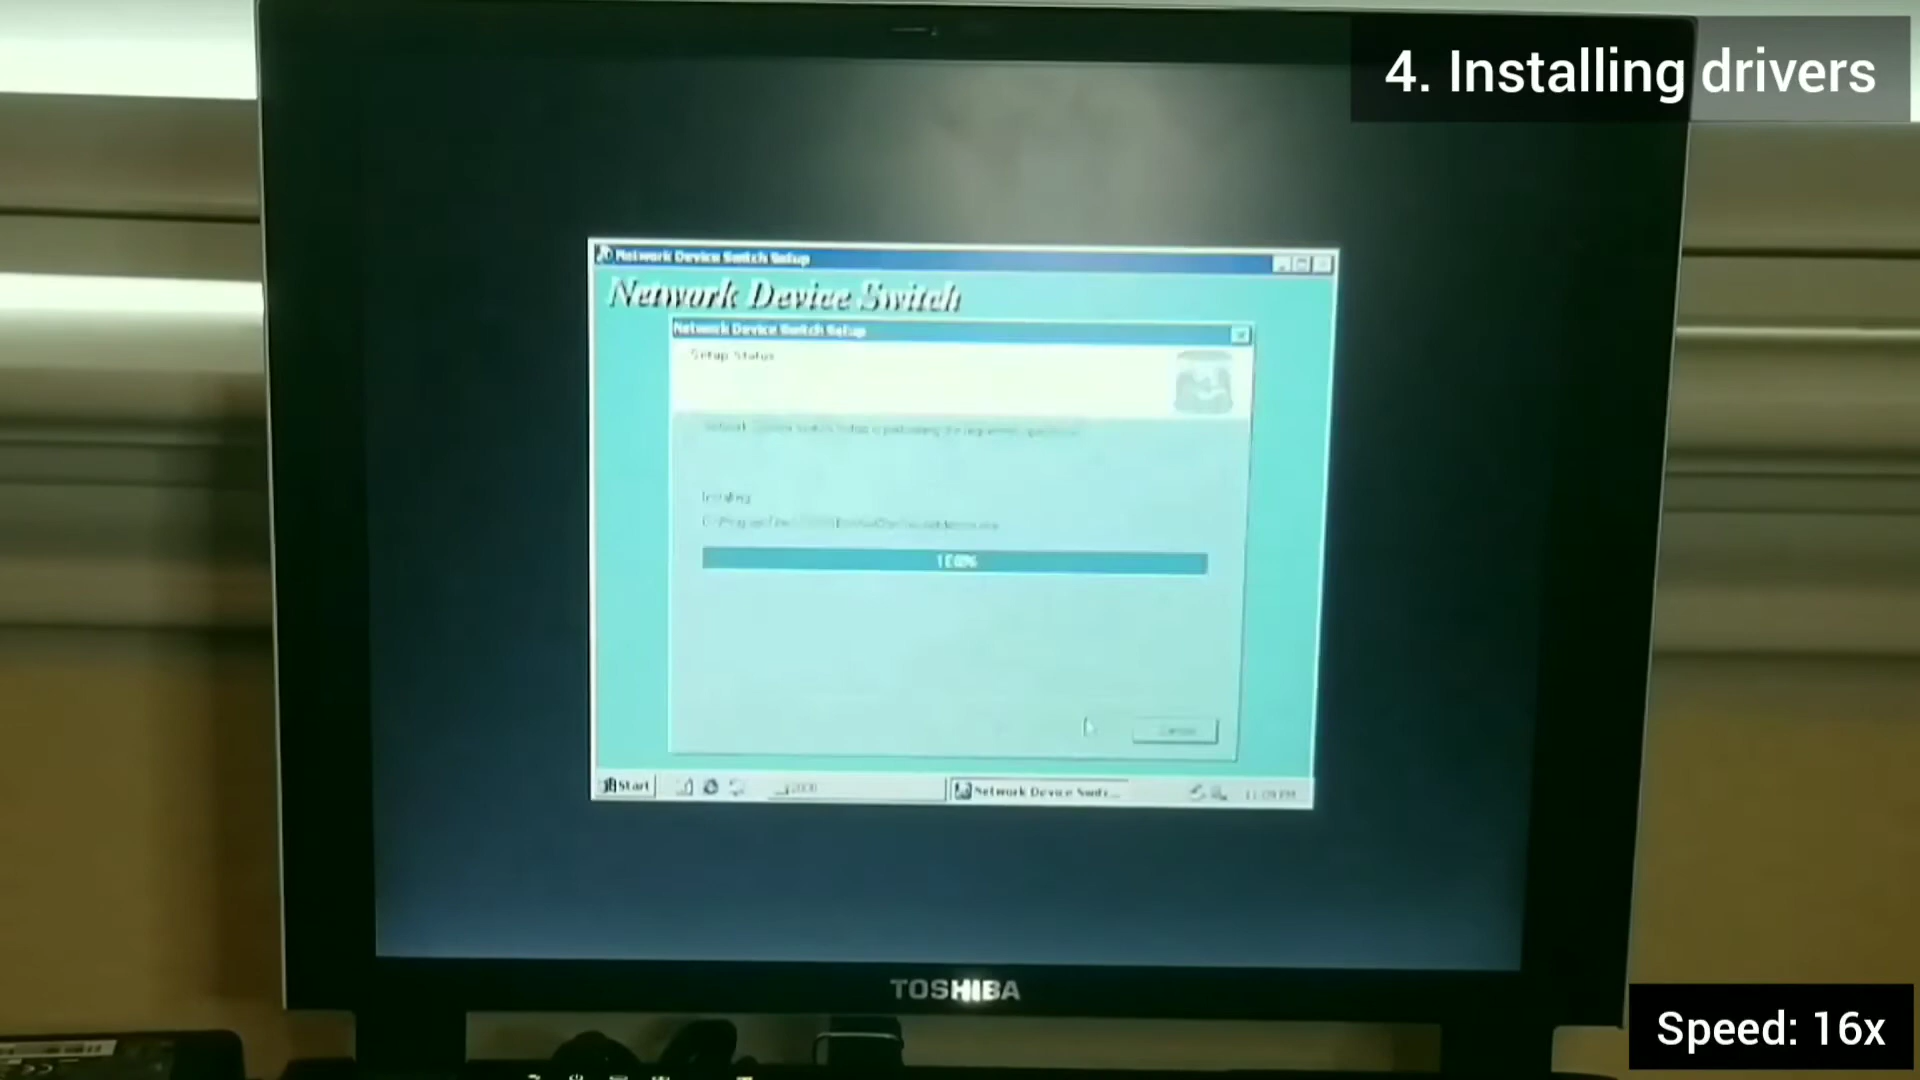 4. Installing drivers
Network Device Switch Setup
Network Device Switch
Network Device Switch Setup
Setup Status
Installing
100%
Cancel
Start
Network Device Swit...
TOSHIBA
Speed: 16x